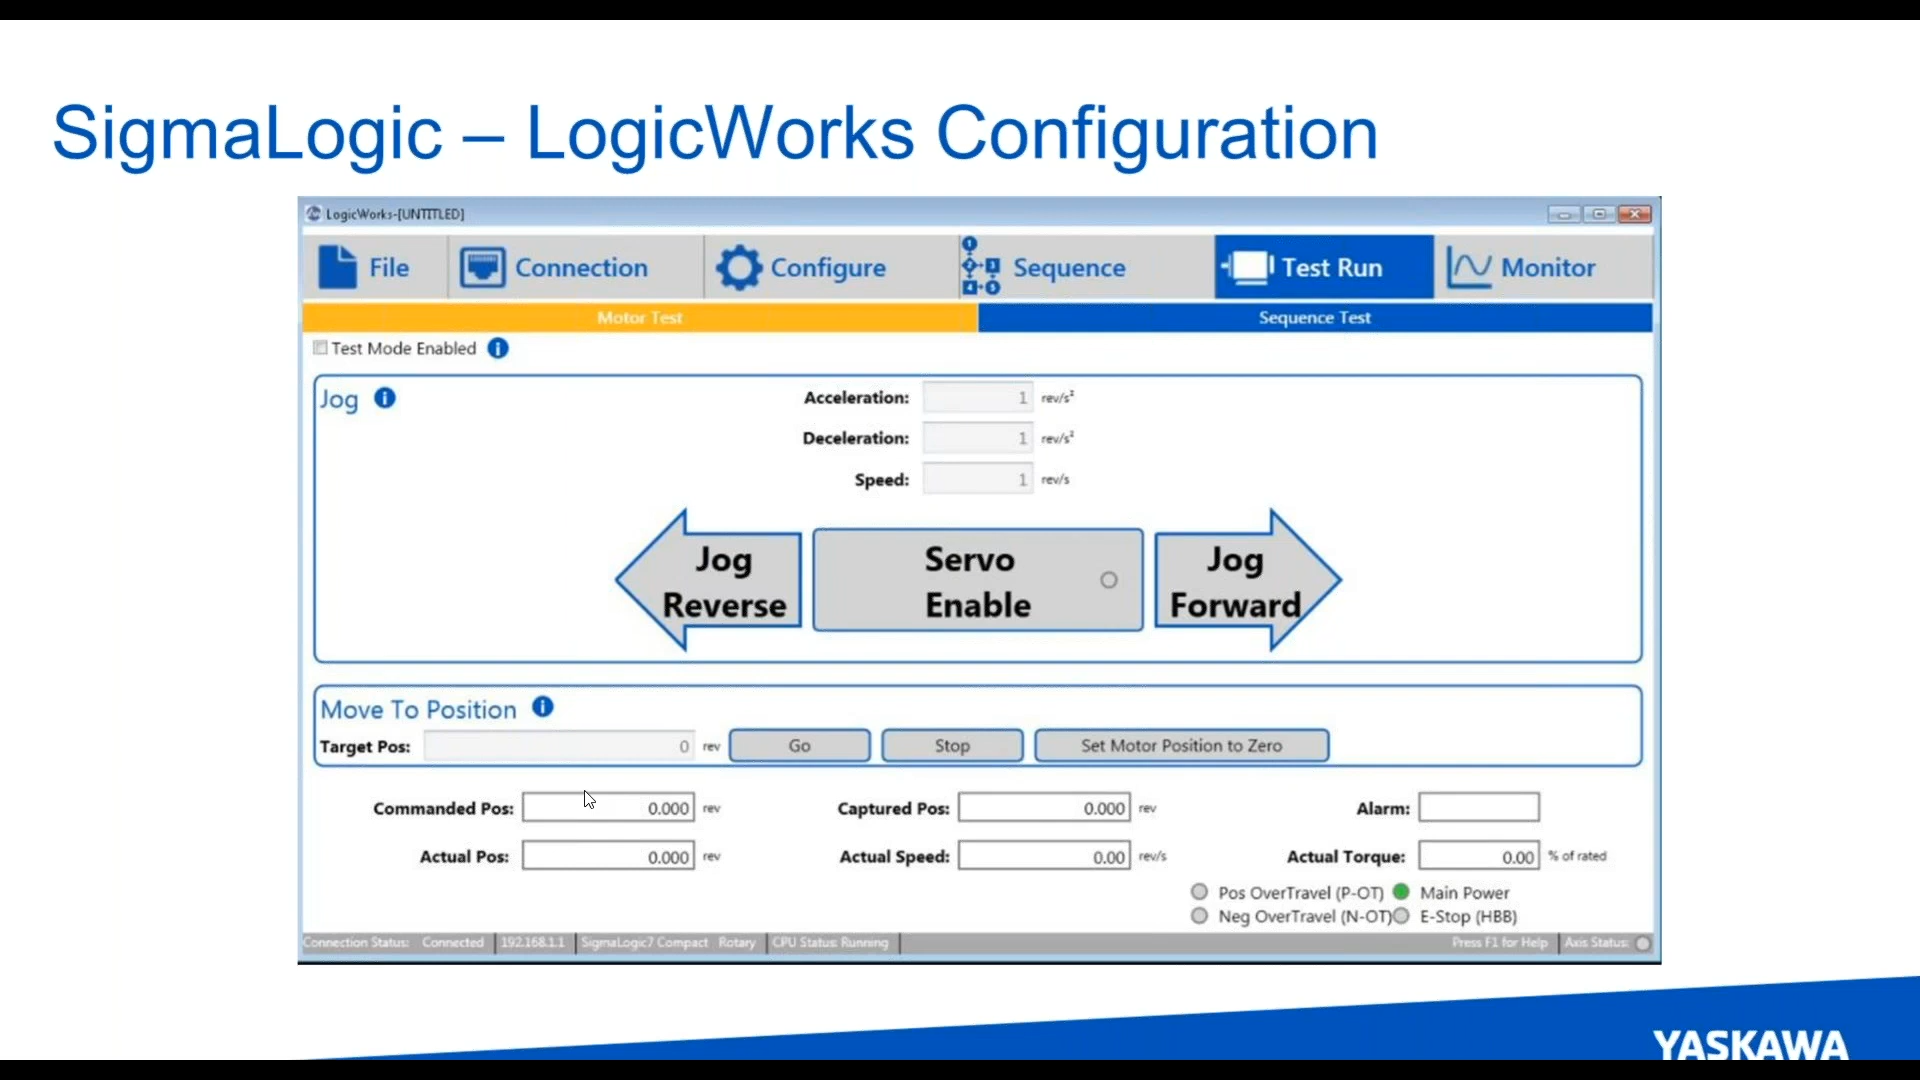 SigmaLogic – LogicWorks Configuration
LogicWorks-[UNTITLED]
File Connection Configure Sequence Test Run Monitor
Motor Test Sequence Test
Test Mode Enabled
Jog
Acceleration: 1 rev/s²
Deceleration: 1 rev/s²
Speed: 1 rev/s
Jog Reverse
Servo Enable
Jog Forward
Move To Position
Target Pos: 0 rev Go Stop Set Motor Position to Zero
Commanded Pos: 0.000 rev Captured Pos: 0.000 rev Alarm:
Actual Pos: 0.000 rev Actual Speed: 0.00 rev/s Actual Torque: 0.00 % of rated
Pos OverTravel (P-OT) Main Power
Neg OverTravel (N-OT) E-Stop (HBB)
Connection Status: Connected 192.168.1.1 SigmaLogic7 Compact Rotary CPU Status: Running Press F1 for Help Axis Status:
YASKAWA